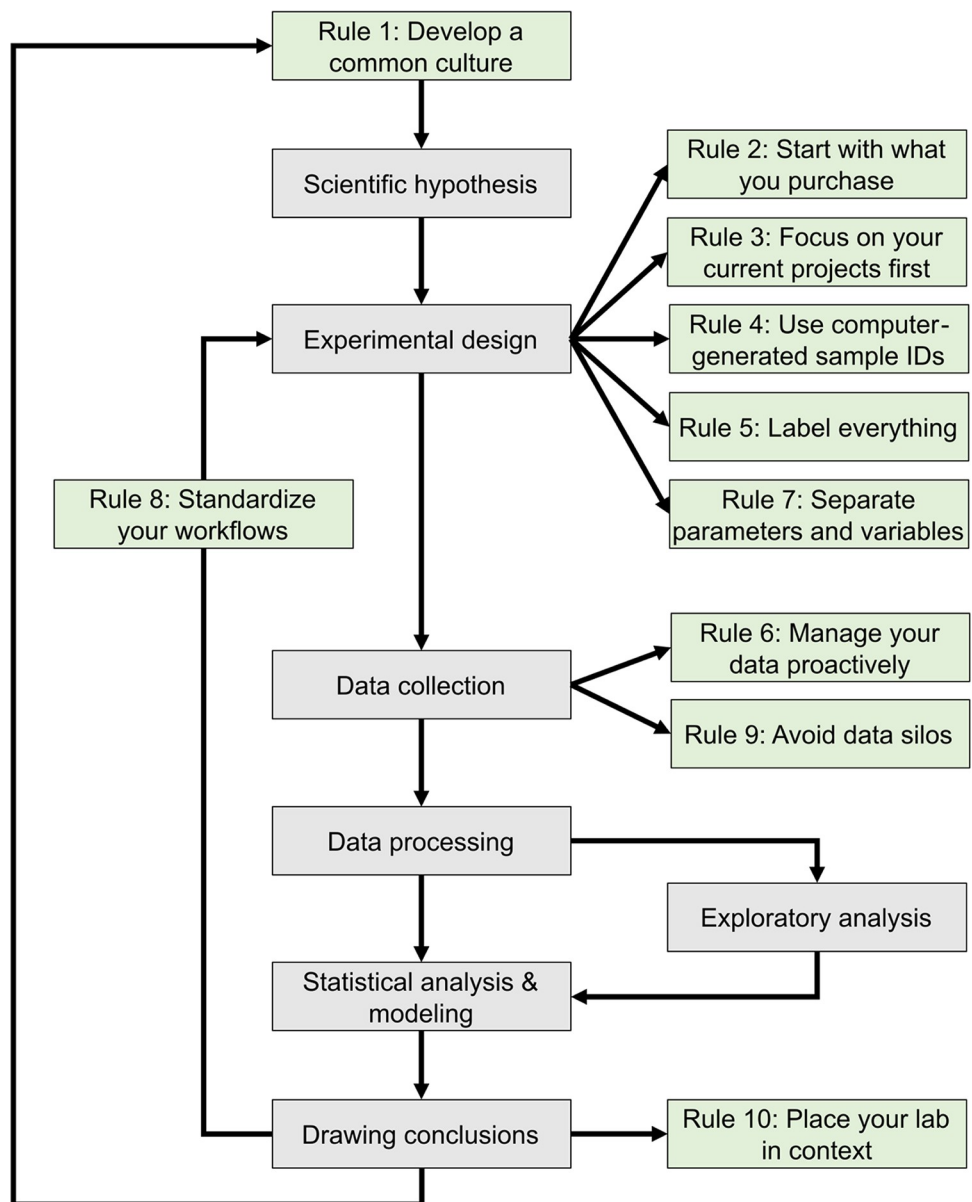 Rule 1: Develop a
common culture
Scientific hypothesis
Rule 2: Start with what
you purchase
Rule 3: Focus on your
current projects first
Experimental design
Rule 4: Use computer-
generated sample IDs
Rule 5: Label everything
Rule 7: Separate
parameters and variables
Rule 8: Standardize
your workflows
Rule 6: Manage your
data proactively
Data collection
Rule 9: Avoid data silos
Data processing
Exploratory analysis
Statistical analysis &
modeling
Drawing conclusions
Rule 10: Place your lab
in context